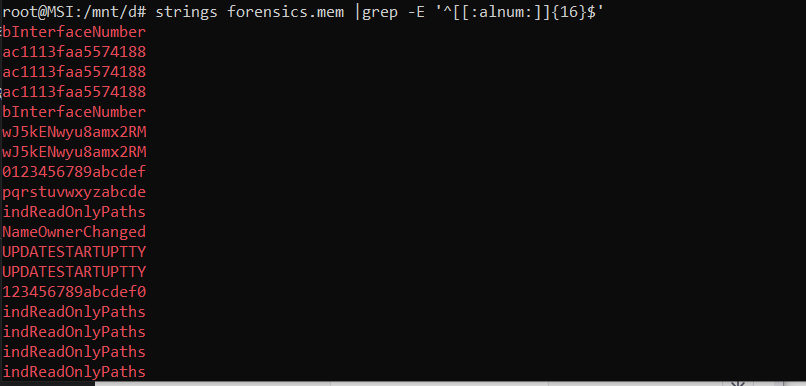 root@MSI:/mnt/d# strings forensics.mem |grep -E '^[[:alnum:]]{16}$'
bInterfaceNumber
ac1113faa5574188
ac1113faa5574188
ac1113faa5574188
bInterfaceNumber
wJ5kENwyu8amx2RM
wJ5kENwyu8amx2RM
0123456789abcdef
pqrstuvwxyzabcde
indReadOnlyPaths
NameOwnerChanged
UPDATESTARTUPTTY
UPDATESTARTUPTTY
123456789abcdef0
indReadOnlyPaths
indReadOnlyPaths
indReadOnlyPaths
indReadOnlyPaths